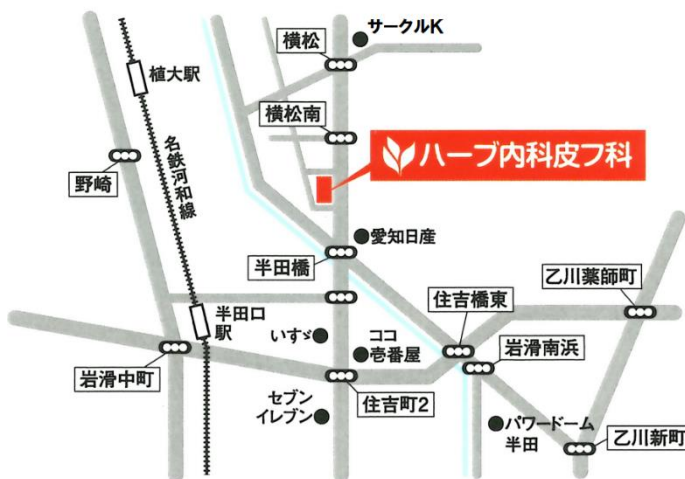 サークルK
横松
植大駅
横松南
ハーブ内科皮フ科
野崎
名鉄河和線
愛知日産
半田橋
乙川薬師町
半田口
駅
住吉橋東
いすゞ
ココ
壱番屋
岩滑南浜
岩滑中町
セブン
イレブン
住吉町2
パワードーム
半田
乙川新町